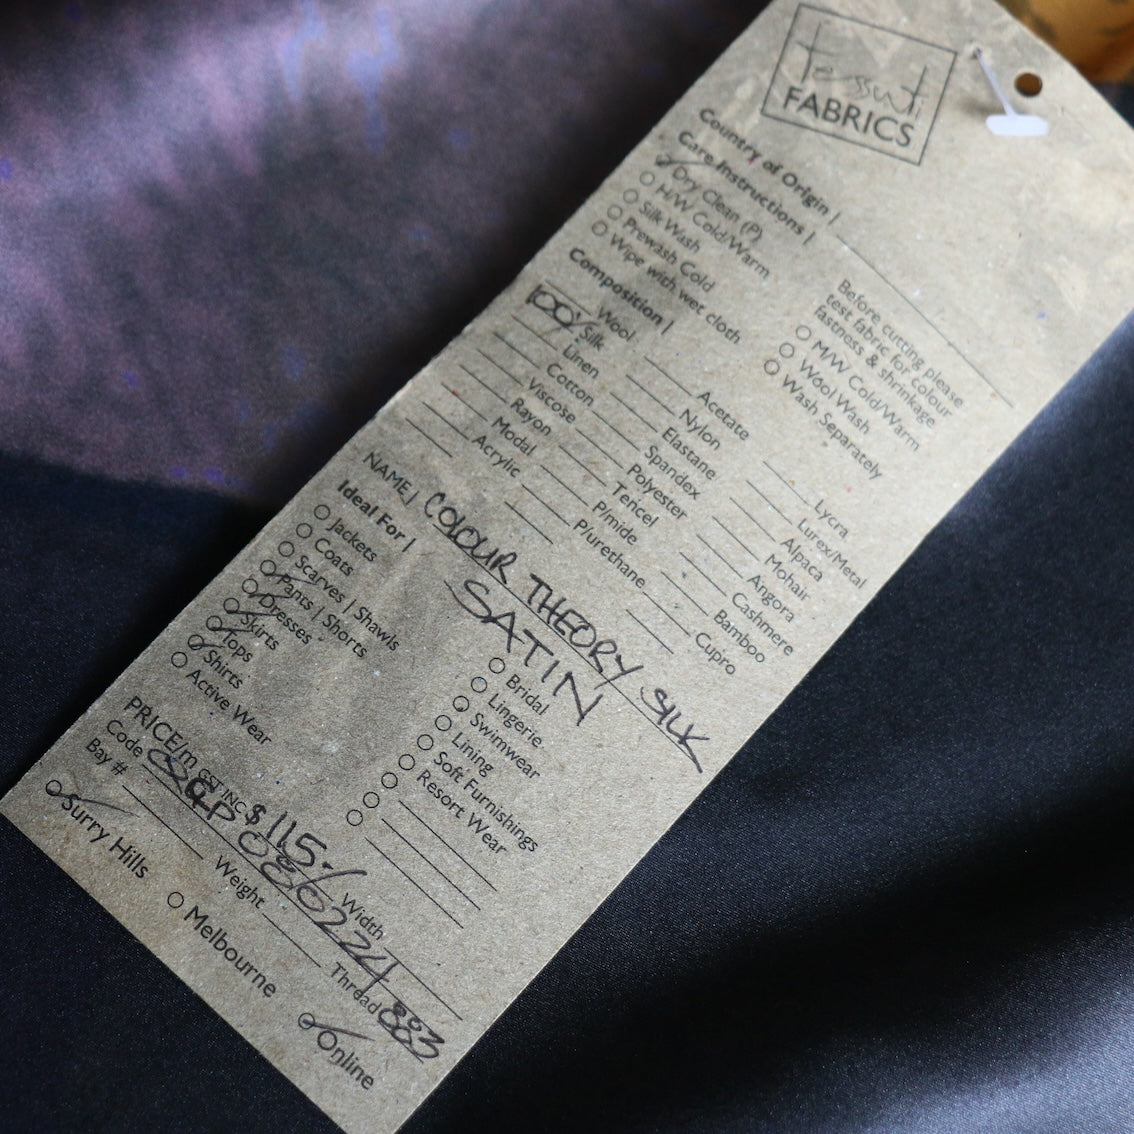 tessuti
FABRICS
Country of Origin |
Care Instructions |
Dry Clean (P)
H/W Cold/Warm
Silk Wash
Prewash Cold
Wipe with wet cloth
Before cutting please
test fabric for colour
fastness & shrinkage.
M/W Cold/Warm
Wool Wash
Wash Separately
Composition |
Wool
100% Silk
Linen
Cotton
Viscose
Rayon
Modal
Acrylic
Acetate
Nylon
Elastane
Spandex
Polyester
Tencel
P/mide
P/urethane
Lycra
Lurex/Metal
Alpaca
Mohair
Angora
Cashmere
Bamboo
Cupro
NAME | COLOUR THEORY SILK
SATIN
Ideal For |
Jackets
Coats
Scarves | Shawls
Pants | Shorts
Dresses
Skirts
Tops
Shirts
Active Wear
Bridal
Lingerie
Swimwear
Lining
Soft Furnishings
Resort Wear
PRICE/m GST INC $115.- Width
Code 086224
Bay # Weight Thread 883
Surry Hills
Melbourne
Online